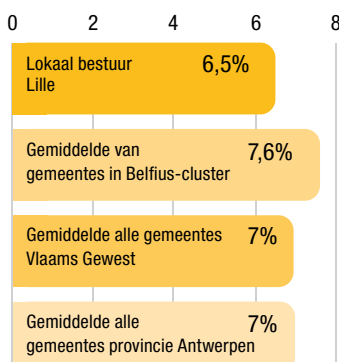 0 2 4 6 8
Lokaal bestuur 6,5%
Lille
Gemiddelde van 7,6%
gemeentes in Belfius-cluster
Gemiddelde alle gemeentes 7%
Vlaams Gewest
Gemiddelde alle 7%
gemeentes provincie Antwerpen